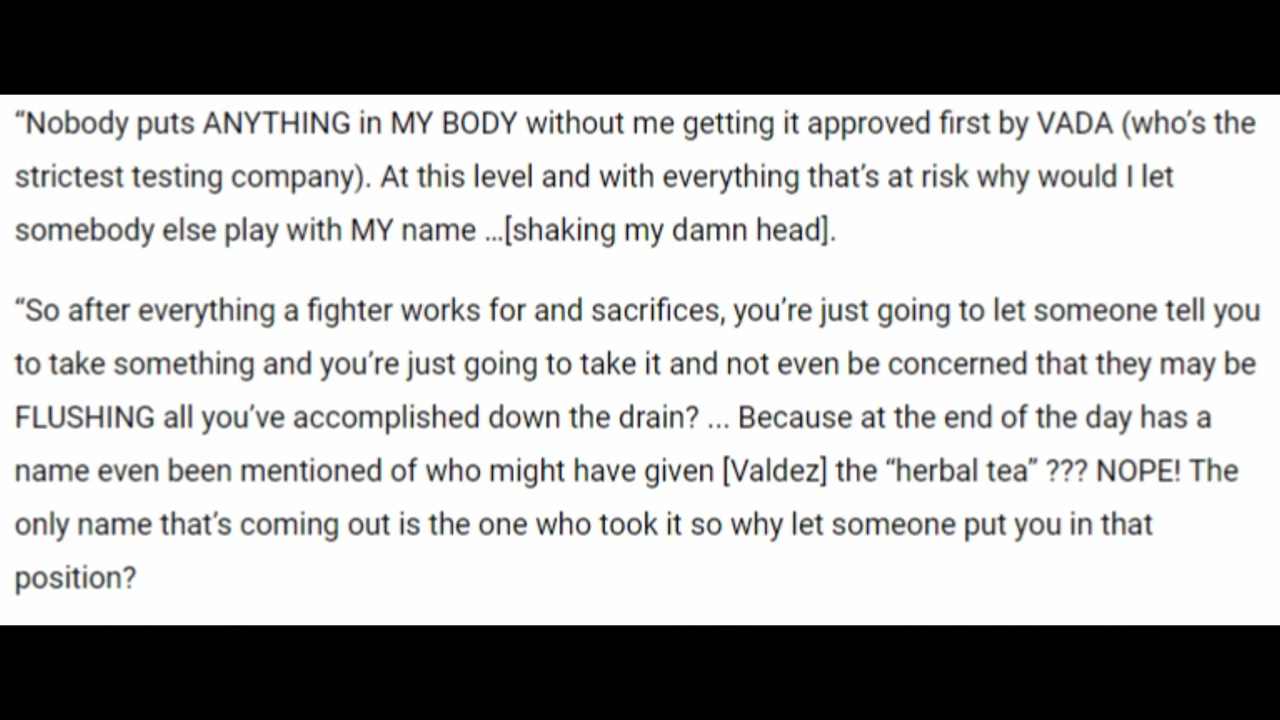 “Nobody puts ANYTHING in MY BODY without me getting it approved first by VADA (who’s the
strictest testing company). At this level and with everything that’s at risk why would I let
somebody else play with MY name ...[shaking my damn head].
“So after everything a fighter works for and sacrifices, you’re just going to let someone tell you
to take something and you’re just going to take it and not even be concerned that they may be
FLUSHING all you’ve accomplished down the drain? ... Because at the end of the day has a
name even been mentioned of who might have given [Valdez] the “herbal tea” ??? NOPE! The
only name that’s coming out is the one who took it so why let someone put you in that
position?